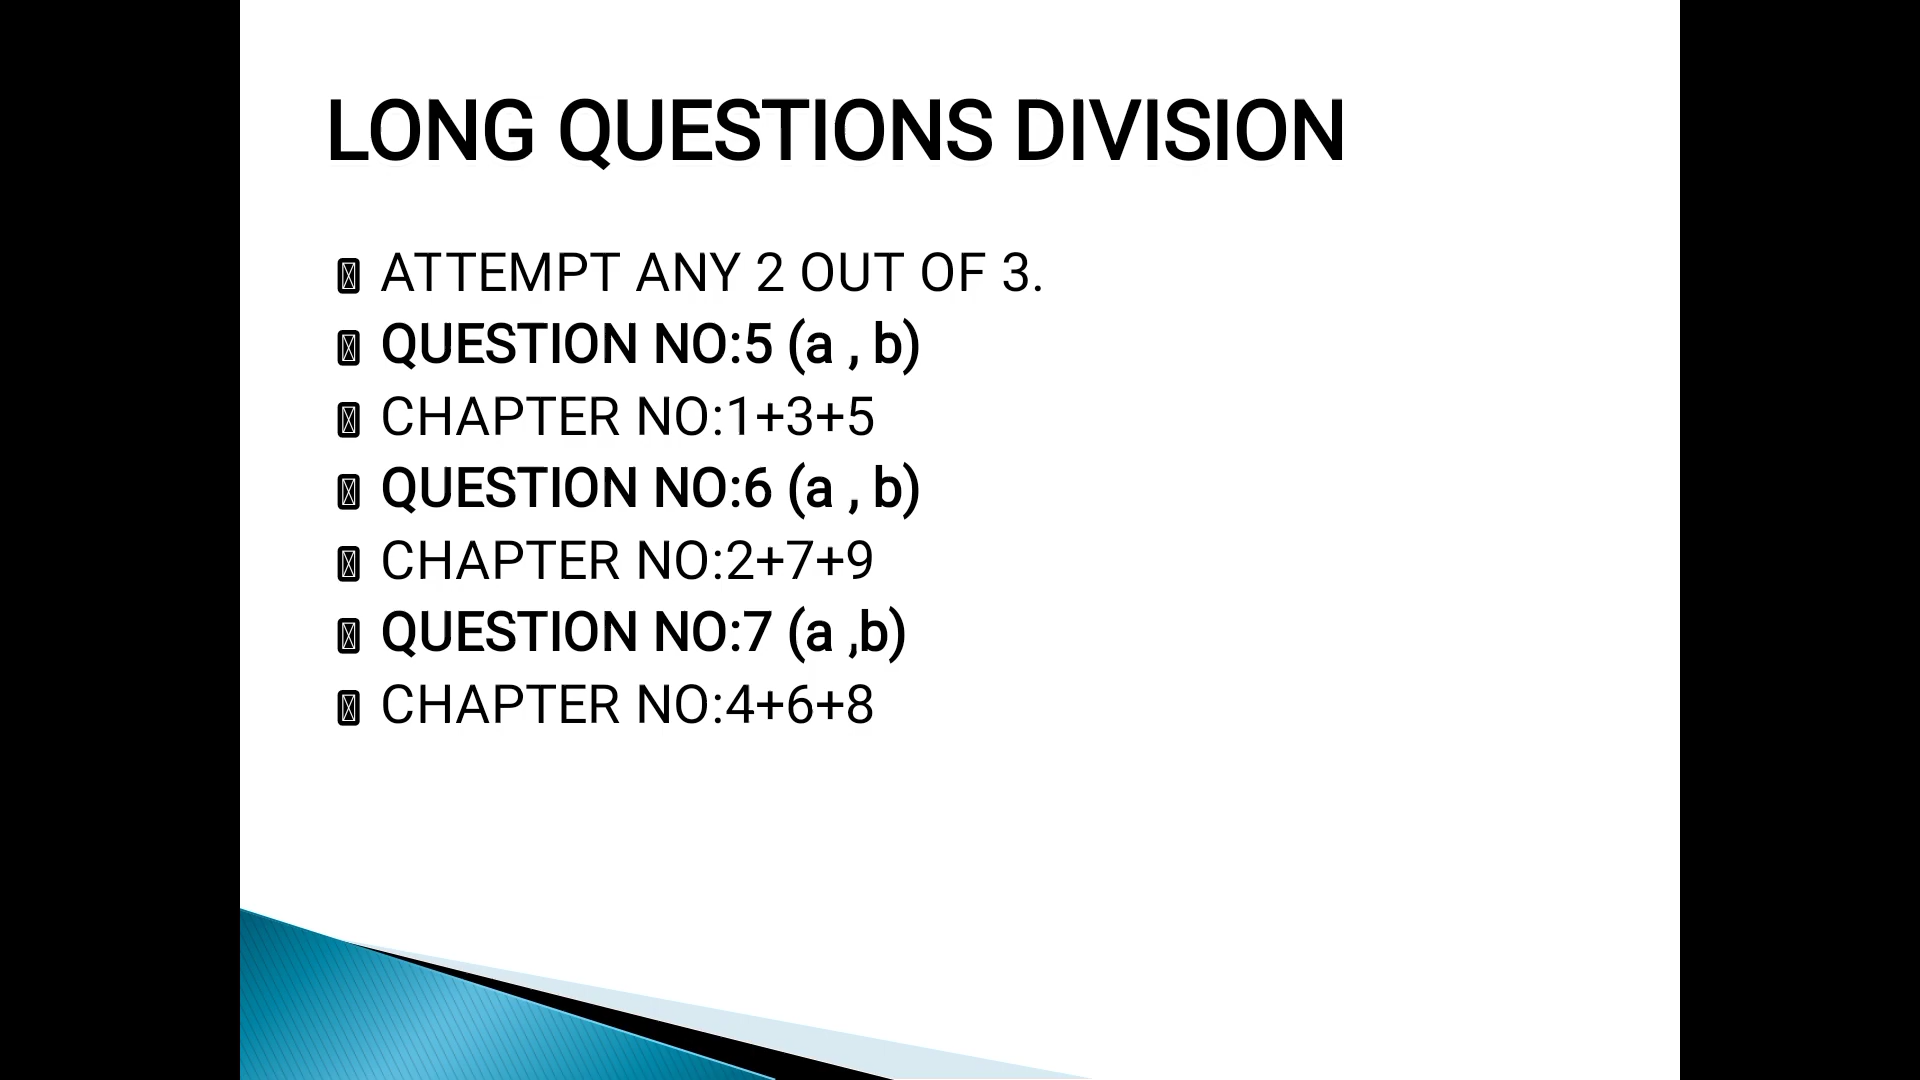 LONG QUESTIONS DIVISION
ATTEMPT ANY 2 OUT OF 3.
QUESTION NO:5 (a , b)
CHAPTER NO:1+3+5
QUESTION NO:6 (a , b)
CHAPTER NO:2+7+9
QUESTION NO:7 (a ,b)
CHAPTER NO:4+6+8